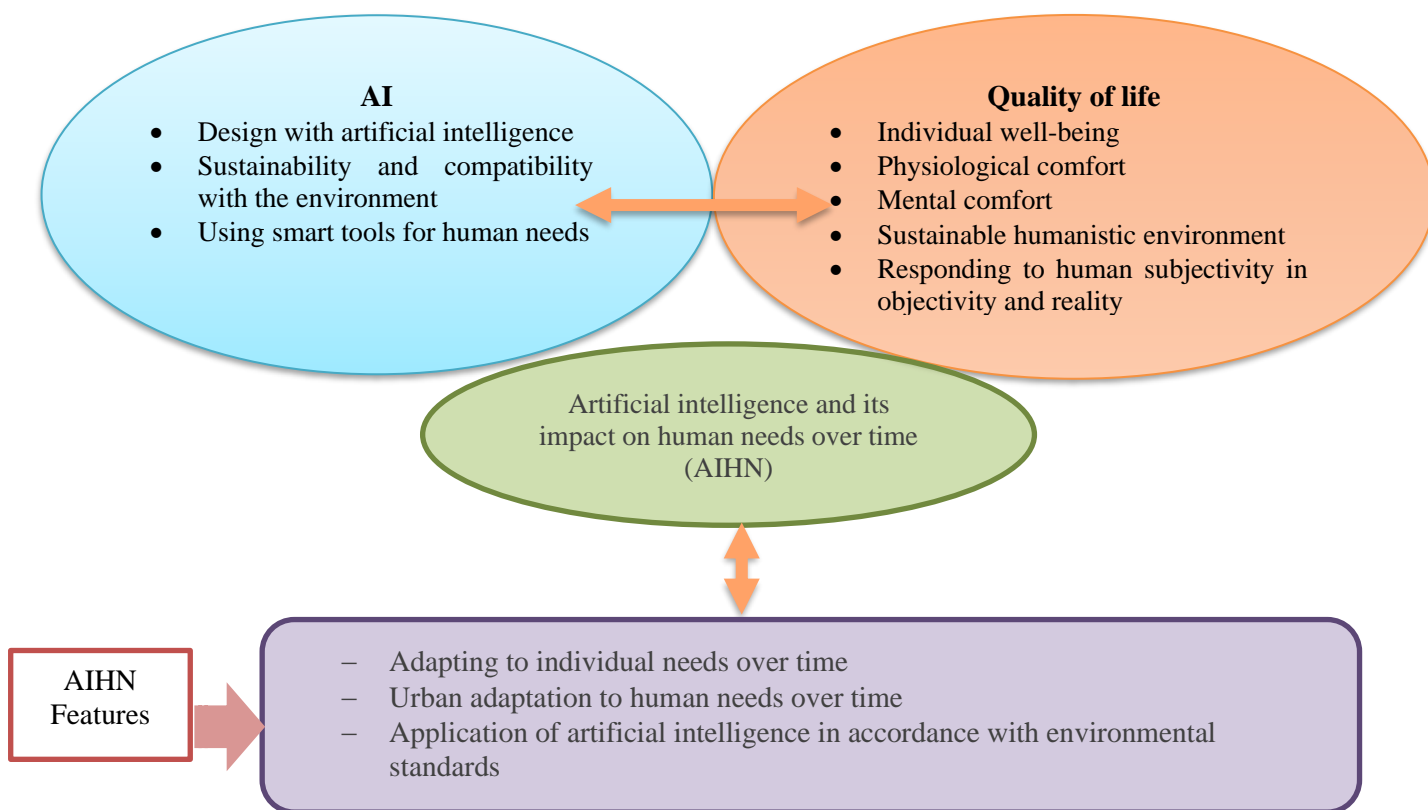 AI
• Design with artificial intelligence
• Sustainability and compatibility
with the environment
• Using smart tools for human needs
Quality of life
• Individual well-being
• Physiological comfort
• Mental comfort
• Sustainable humanistic environment
• Responding to human subjectivity in
objectivity and reality
Artificial intelligence and its
impact on human needs over time
(AIHN)
AIHN
Features
– Adapting to individual needs over time
– Urban adaptation to human needs over time
– Application of artificial intelligence in accordance with environmental
standards